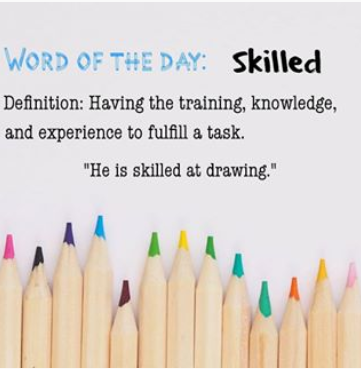 WORD OF THE DAY: Skilled
Definition: Having the training, knowledge,
and experience to fulfill a task.
"He is skilled at drawing."